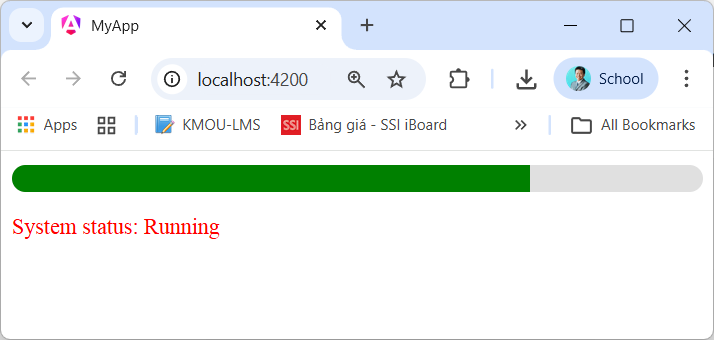 MyApp
localhost:4200
School
Apps
KMOU-LMS
SSI
Bảng giá - SSI iBoard
All Bookmarks
System status: Running